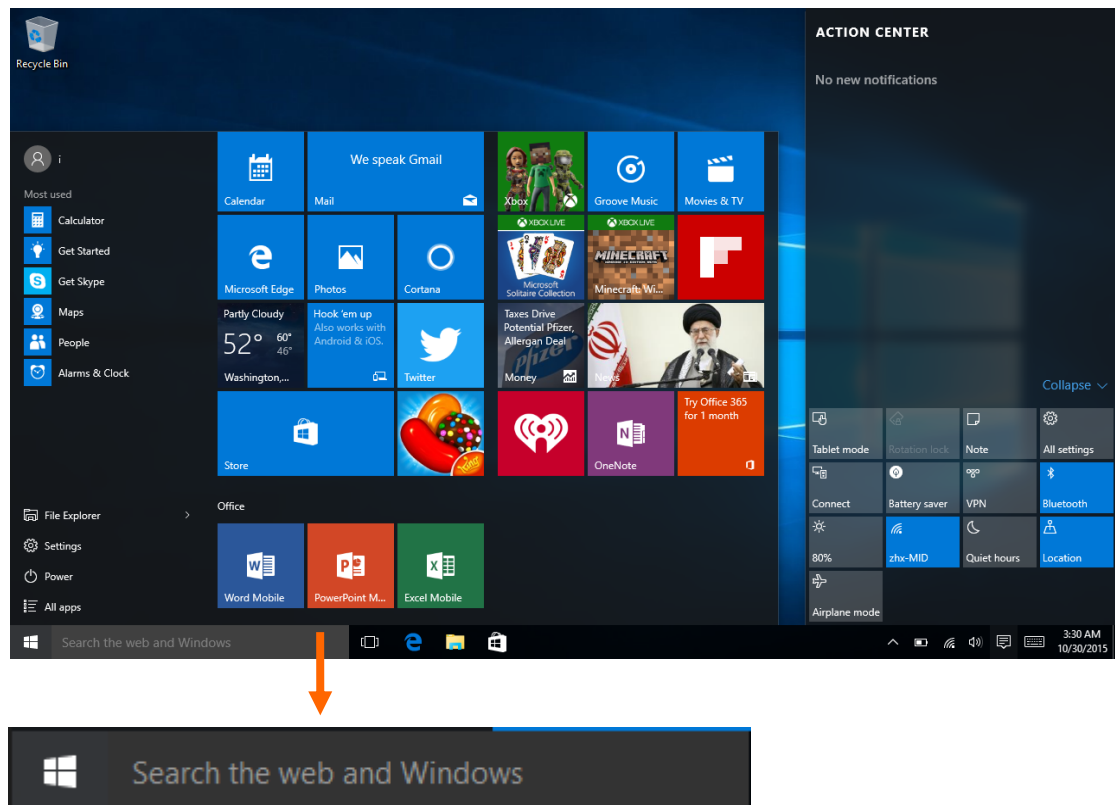 Recycle Bin
i
Most used
Calculator
Get Started
Get Skype
Maps
People
Alarms & Clock
File Explorer
Settings
Power
All apps
Calendar
We speak Gmail
Mail
Microsoft Edge
Photos
Cortana
Partly Cloudy
52° 60°
46°
Washington,...
Hook 'em up
Also works with
Android & iOS.
Twitter
Store
King
Xbox
Groove Music
Movies & TV
XBOX LIVE
Microsoft
Solitaire Collection
XBOX LIVE
MINECRAFT
Minecraft: Wi...
Taxes Drive
Potential Pfizer,
Allergan Deal
Pfizer
Money
News
OneNote
Try Office 365
for 1 month
Office
Word Mobile
PowerPoint M...
Excel Mobile
ACTION CENTER
No new notifications
Collapse
Tablet mode
Rotation lock
Note
All settings
Connect
Battery saver
VPN
Bluetooth
80%
zhx-MID
Quiet hours
Location
Airplane mode
Search the web and Windows
3:30 AM
10/30/2015
Search the web and Windows